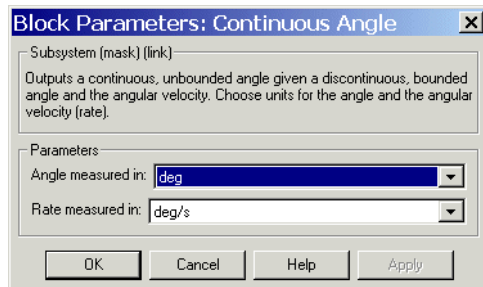 Block Parameters: Continuous Angle
Subsystem (mask) (link)
Outputs a continuous, unbounded angle given a discontinuous, bounded
angle and the angular velocity. Choose units for the angle and the angular
velocity (rate).
Parameters
Angle measured in: deg
Rate measured in: deg/s
OK Cancel Help Apply